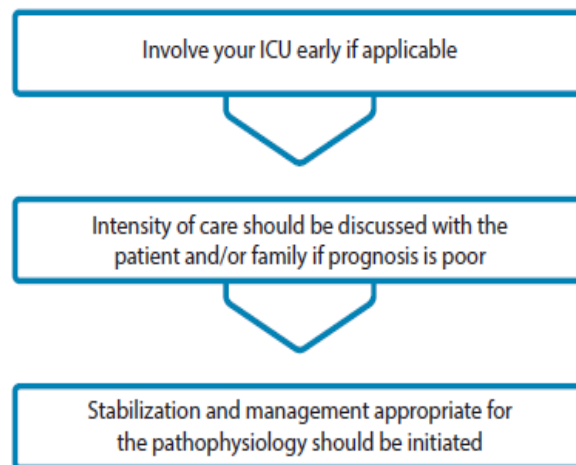 Involve your ICU early if applicable
Intensity of care should be discussed with the
patient and/or family if prognosis is poor
Stabilization and management appropriate for
the pathophysiology should be initiated